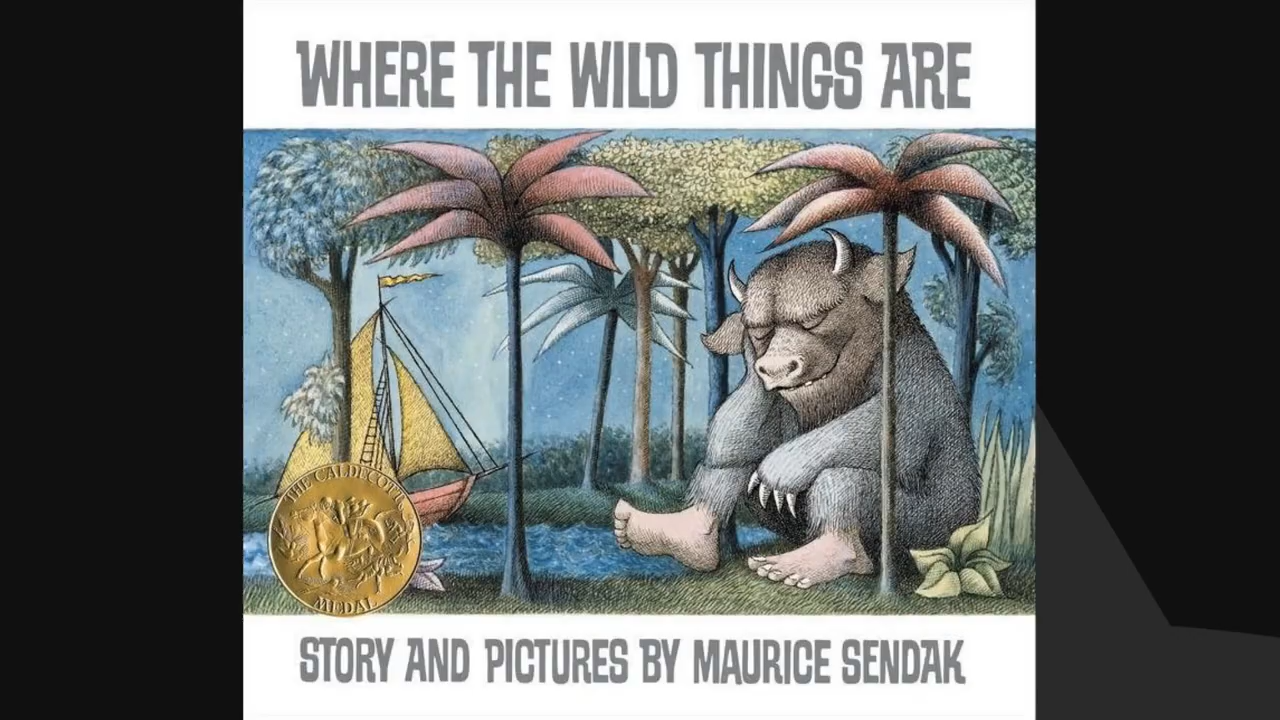 WHERE THE WILD THINGS ARE
THE CALDECOTT
MEDAL
STORY AND PICTURES BY MAURICE SENDAK